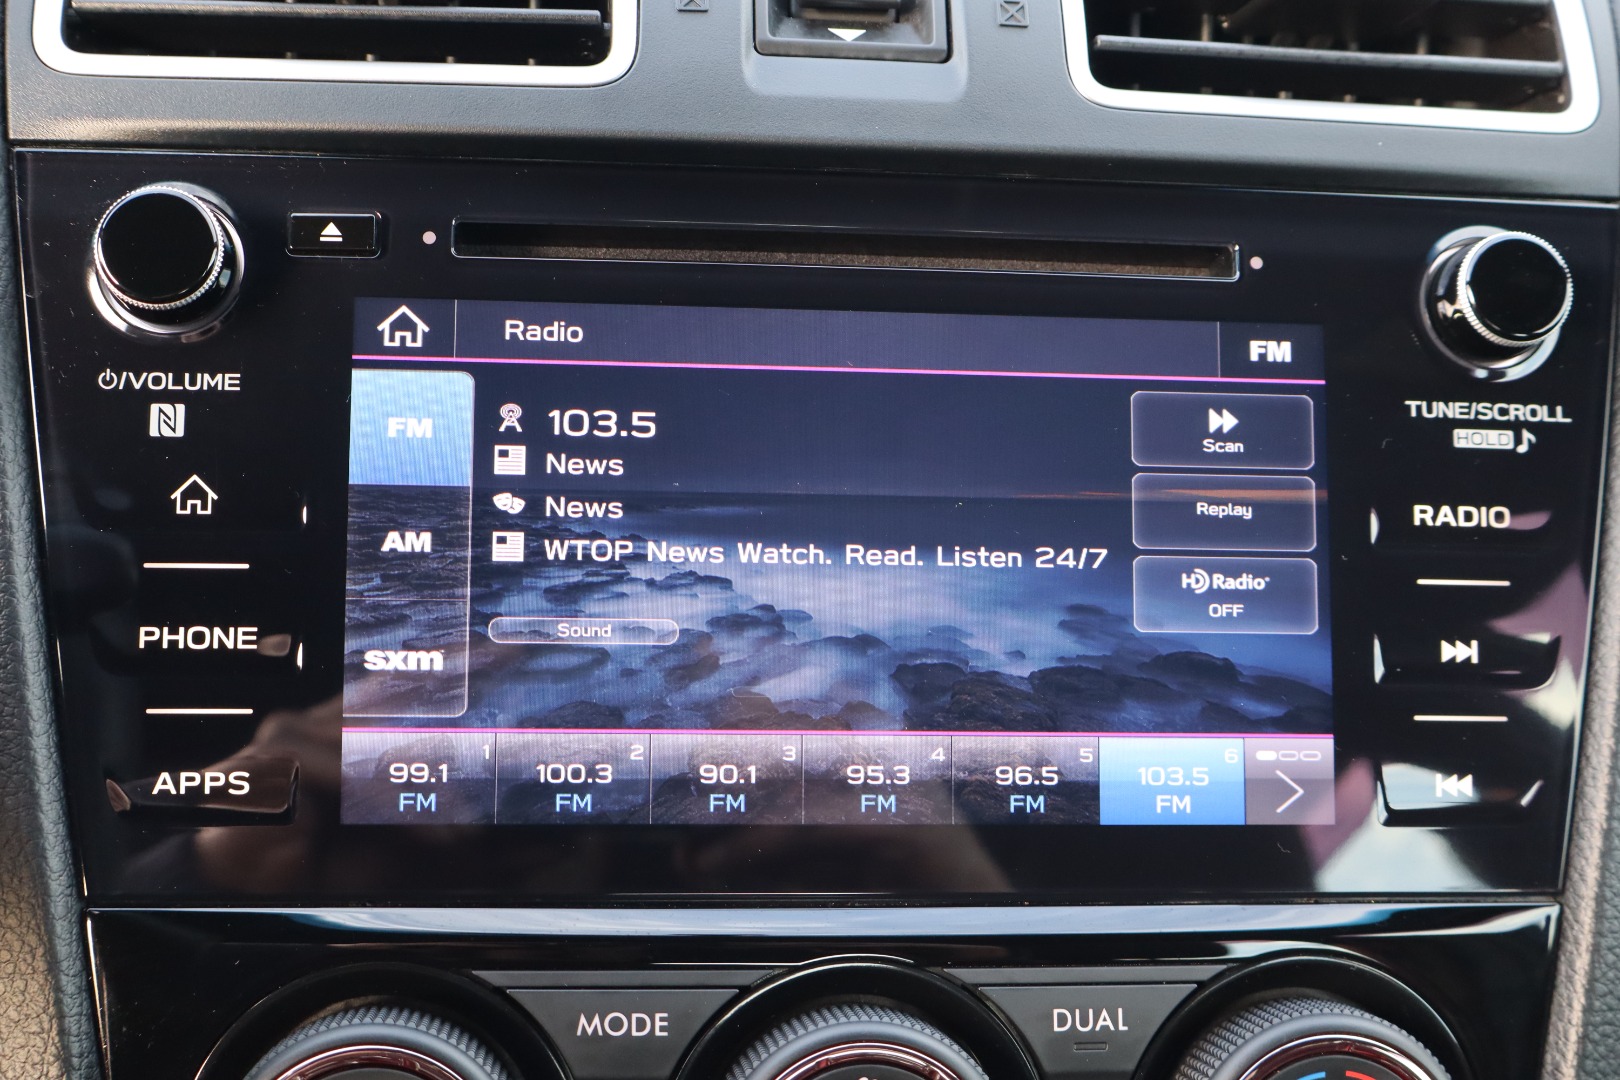 Radio
FM
FM
103.5
News
AM
News
WTOP News Watch. Read. Listen 24/7
sxm
Sound
Scan
Replay
HD Radio
OFF
1
99.1
FM
2
100.3
FM
3
90.1
FM
4
95.3
FM
5
96.5
FM
6
103.5
FM
/VOLUME
N
PHONE
APPS
TUNE/SCROLL
HOLD
RADIO
MODE
DUAL